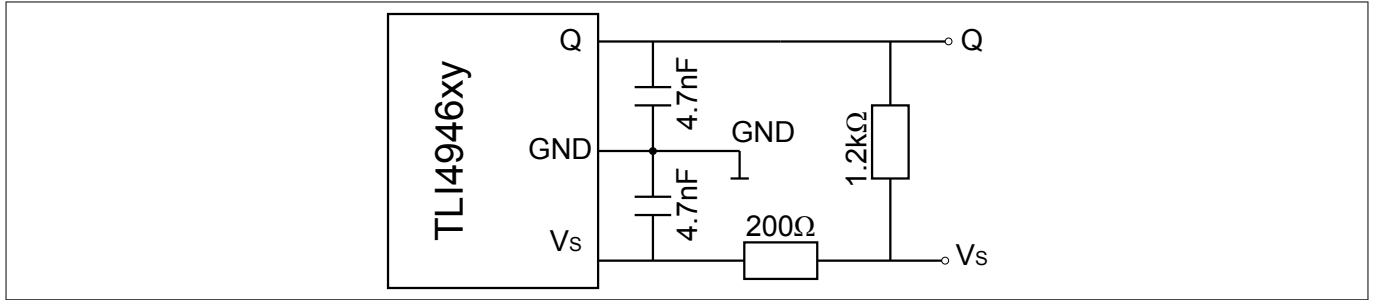 TLI4946xy
Q
4.7nF
Q
GND
GND
1.2kΩ
4.7nF
Vs
200Ω
Vs